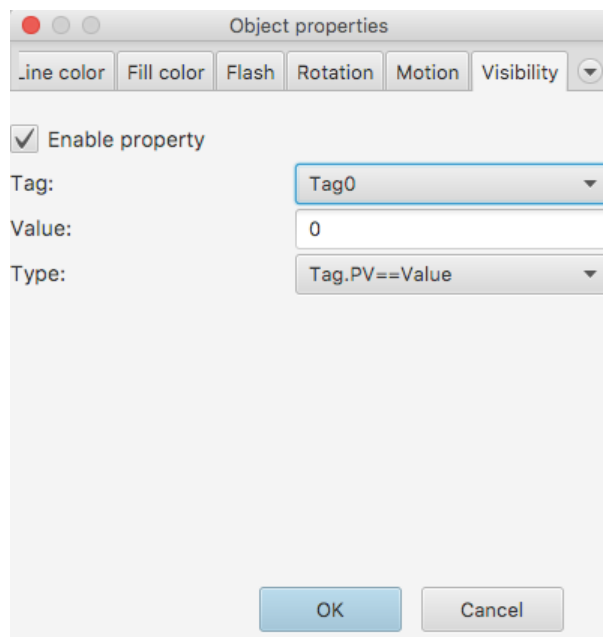 Object properties
Line color Fill color Flash Rotation Motion Visibility
Enable property
Tag: Tag0
Value: 0
Type: Tag.PV==Value
OK Cancel